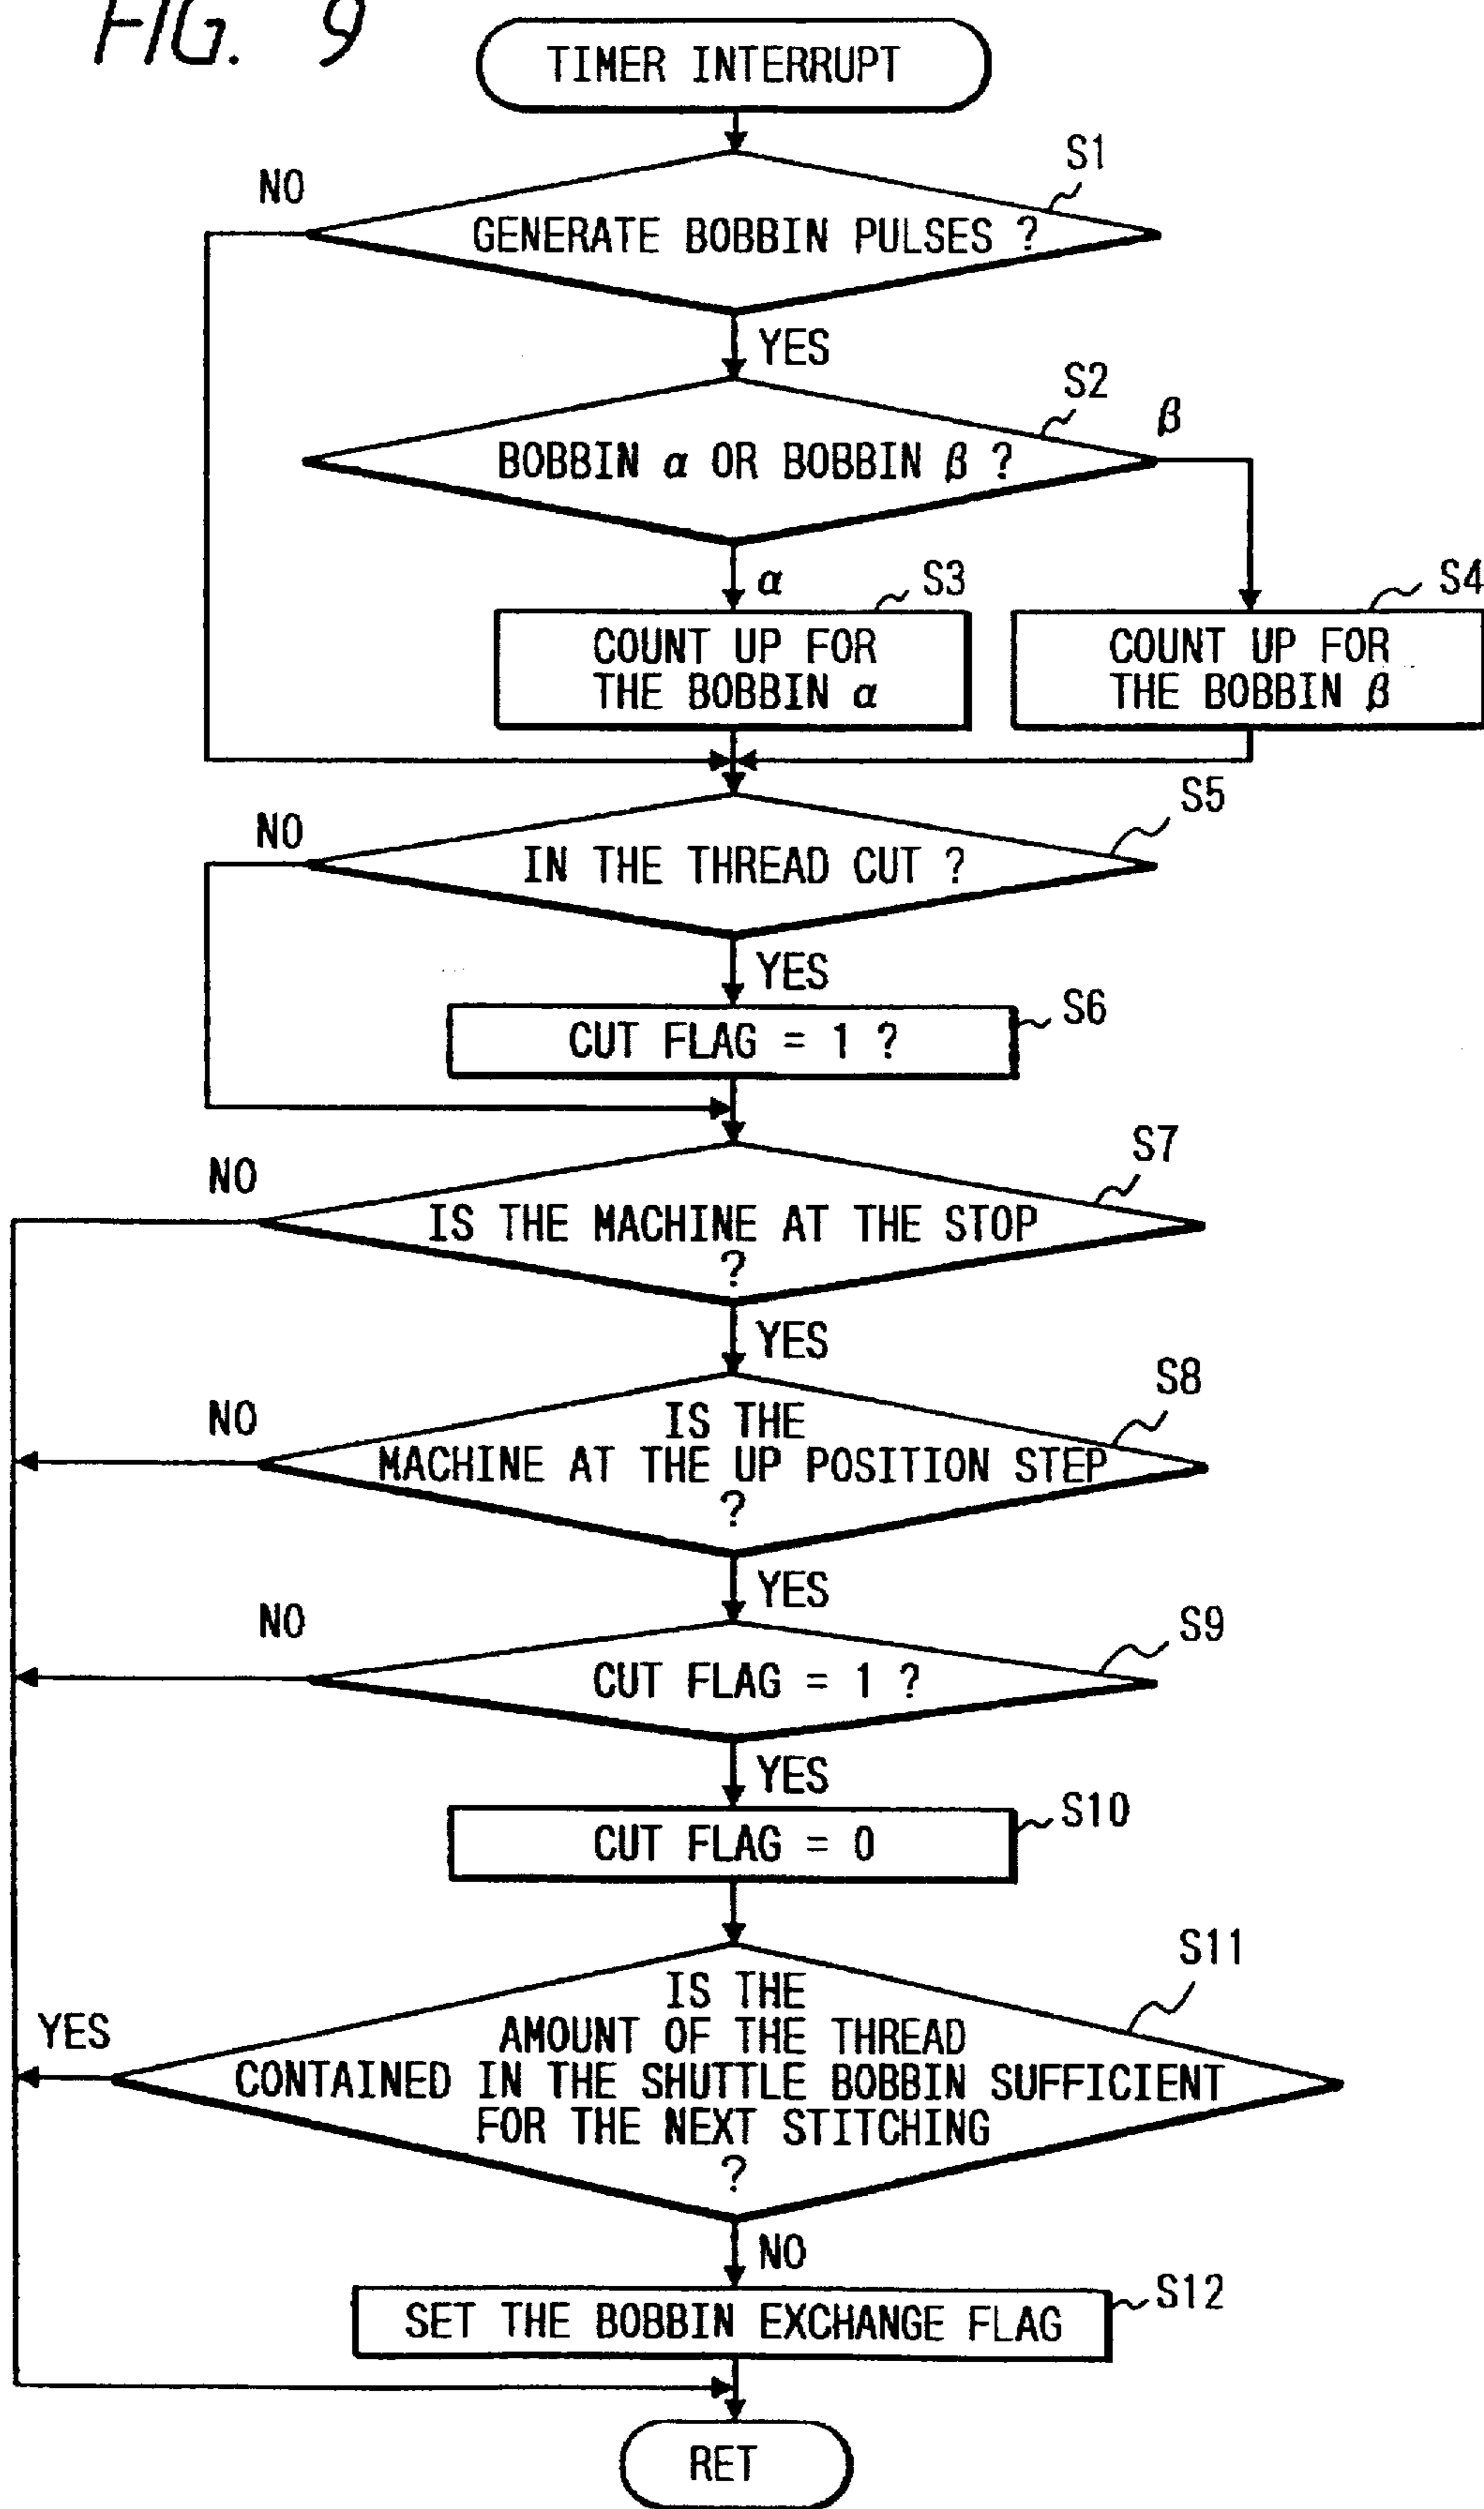 FIG. 9
TIMER INTERRUPT
S1
NO
GENERATE BOBBIN PULSES ?
YES
S2
β
BOBBIN α OR BOBBIN β ?
α
S3
S4
COUNT UP FOR
THE BOBBIN α
COUNT UP FOR
THE BOBBIN β
S5
NO
IN THE THREAD CUT ?
YES
S6
CUT FLAG = 1 ?
S7
NO
IS THE MACHINE AT THE STOP
?
YES
S8
NO
IS THE
MACHINE AT THE UP POSITION STEP
?
YES
S9
NO
CUT FLAG = 1 ?
YES
S10
CUT FLAG = 0
S11
IS THE
AMOUNT OF THE THREAD
YES
CONTAINED IN THE SHUTTLE BOBBIN SUFFICIENT
FOR THE NEXT STITCHING
?
NO
S12
SET THE BOBBIN EXCHANGE FLAG
RET